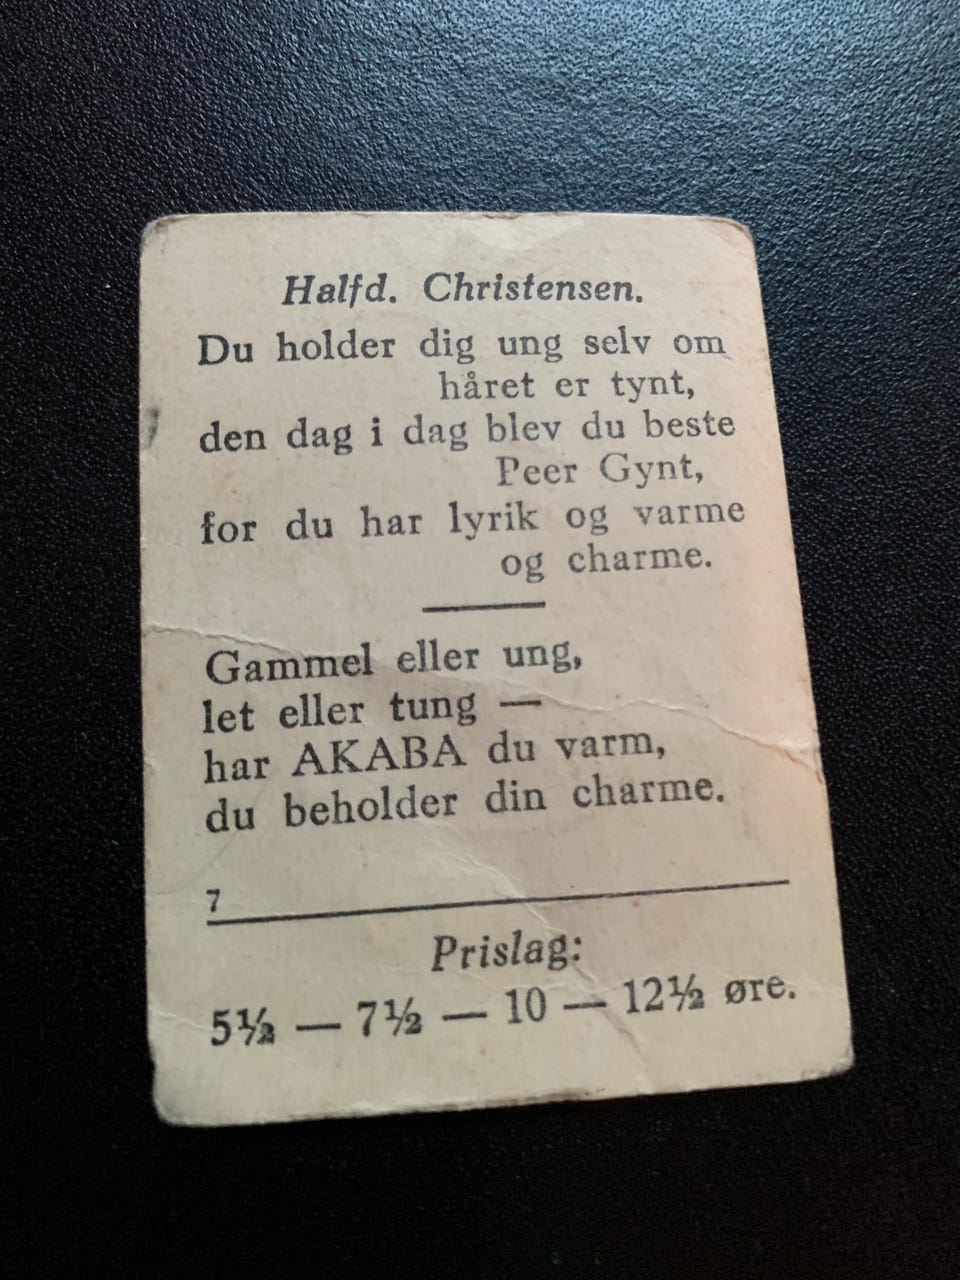 Halfd. Christensen.
Du holder dig ung selv om
håret er tynt,
den dag i dag blev du beste
Peer Gynt,
for du har lyrik og varme
og charme.
Gammel eller ung,
let eller tung —
har AKABA du varm,
du beholder din charme.
7
Prislag:
5½ — 7½ — 10 — 12½ øre.